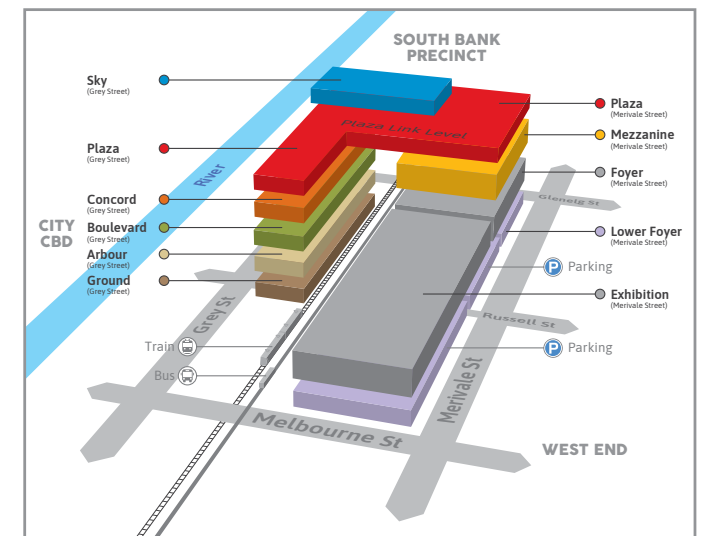 SOUTH BANK
PRECINCT
Sky
(Grey Street)
Plaza
(Merivale Street)
Plaza Link Level
Mezzanine
(Merivale Street)
Plaza
(Grey Street)
River
Foyer
(Merivale Street)
Concord
(Grey Street)
Glenelg St
CITY
CBD
Boulevard
(Grey Street)
Lower Foyer
(Merivale Street)
Arbour
(Grey Street)
P Parking
Ground
(Grey Street)
Exhibition
(Merivale Street)
Grey St
Russell St
Train
P Parking
Bus
Merivale St
Melbourne St
WEST END